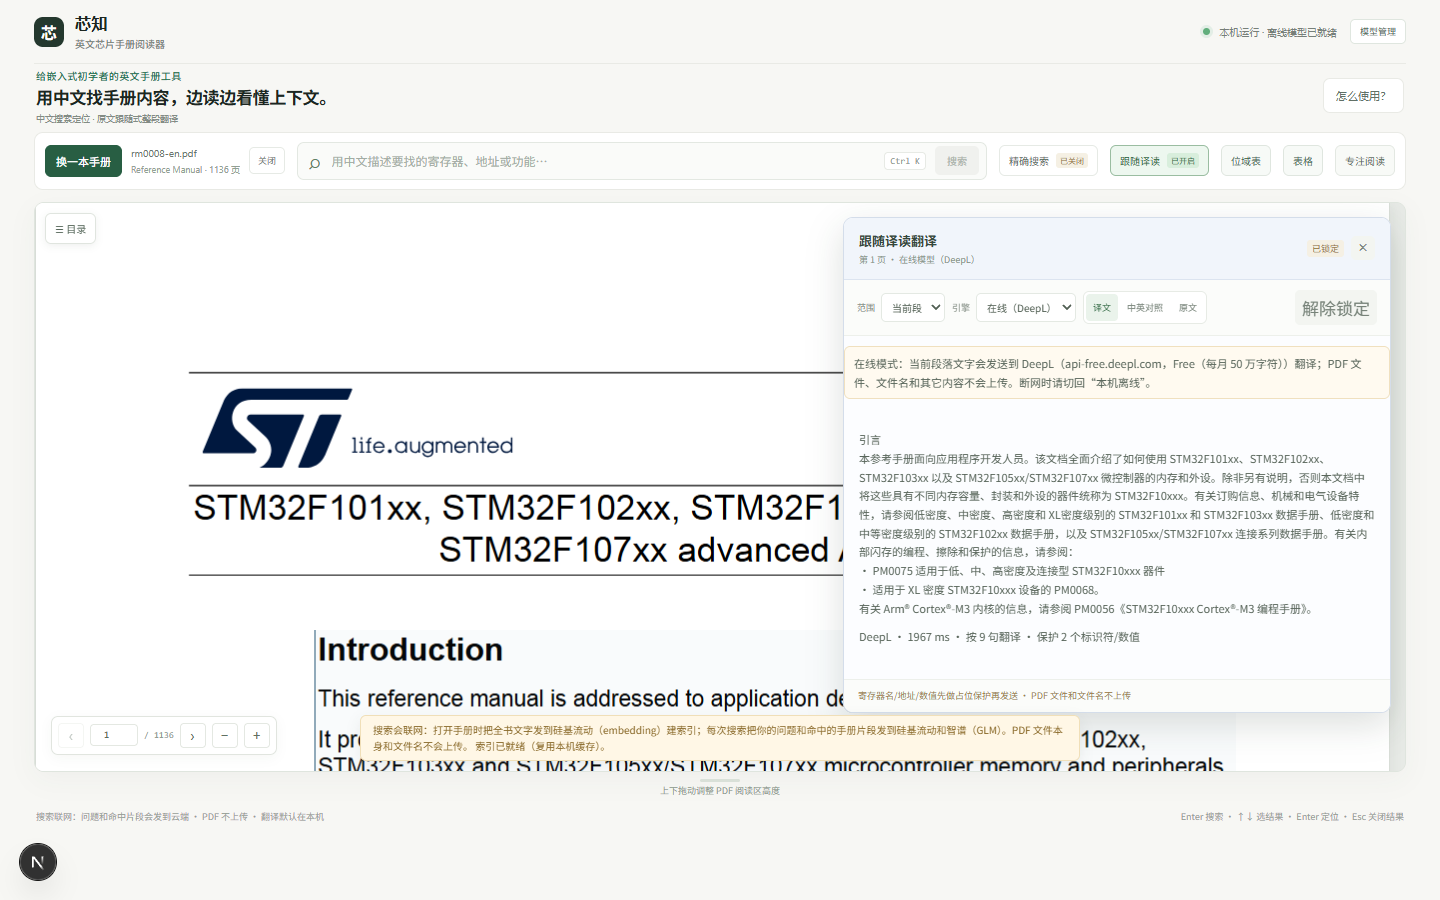 芯
芯知
英文芯片手册阅读器
本机运行 · 离线模型已就绪
模型管理
给嵌入式初学者的英文手册工具
用中文找手册内容，边读边看懂上下文。
中文搜索定位 · 原文跟随式整段翻译
怎么使用？
换一本手册
rm0008-en.pdf
Reference Manual · 1136 页
关闭
用中文描述要找的寄存器、地址或功能…
Ctrl K
搜索
精确搜索 已关闭
跟随译读 已开启
位域表
表格
专注阅读
☰ 目录
life.augmented
STM32F101xx, STM32F102xx, STM32F1
STM32F107xx advanced
Introduction
This reference manual is addressed to application de
It pr
102xx,
STM32F103xx and STM32F105xx/STM32F107xx microcontroller memory and peripherals
跟随译读翻译
第 1 页 · 在线模型（DeepL）
已锁定
×
范围 当前段 引擎 在线（DeepL） 译文 中英对照 原文 解除锁定
在线模式：当前段落文字会发送到 DeepL（api-free.deepl.com，Free（每月 50 万字符））翻译；PDF 文
件、文件名和其它内容不会上传。断网时请切回“本机离线”。
引言
本参考手册面向应用程序开发人员。该文档全面介绍了如何使用 STM32F101xx、STM32F102xx、
STM32F103xx 以及 STM32F105xx/STM32F107xx 微控制器的内存和外设。除非另有说明，否则本文档中
将这些具有不同内存容量、封装和外设的器件统称为 STM32F10xxx。有关订购信息、机械和电气设备特
性，请参阅低密度、中密度、高密度和 XL密度级别的 STM32F101xx 和 STM32F103xx 数据手册、低密度和
中等密度级别的 STM32F102xx 数据手册，以及 STM32F105xx/STM32F107xx 连接系列数据手册。有关内
部闪存的编程、擦除和保护的信息，请参阅：
• PM0075 适用于低、中、高密度及连接型 STM32F10xxx 器件
• 适用于 XL 密度 STM32F10xxx 设备的 PM0068。
有关 Arm® Cortex®-M3 内核的信息，请参阅 PM0056《STM32F10xxx Cortex®-M3 编程手册》。
DeepL · 1967 ms · 按 9 句翻译 · 保护 2 个标识符/数值
寄存器名/地址/数值先做占位保护再发送 · PDF 文件和文件名不上传
‹ 1 / 1136 › − +
搜索会联网：打开手册时把全书文字发到硅基流动（embedding）建索引；每次搜索把你的问题和命中的手册片段发到硅基流动和智谱（GLM）。PDF 文件本
身和文件名不会上传。 索引已就绪（复用本机缓存）。
上下拖动调整 PDF 阅读区高度
搜索联网：问题和命中片段会发到云端 · PDF 不上传 · 翻译默认在本机
Enter 搜索 · ↑↓ 选结果 · Enter 定位 · Esc 关闭结果
N